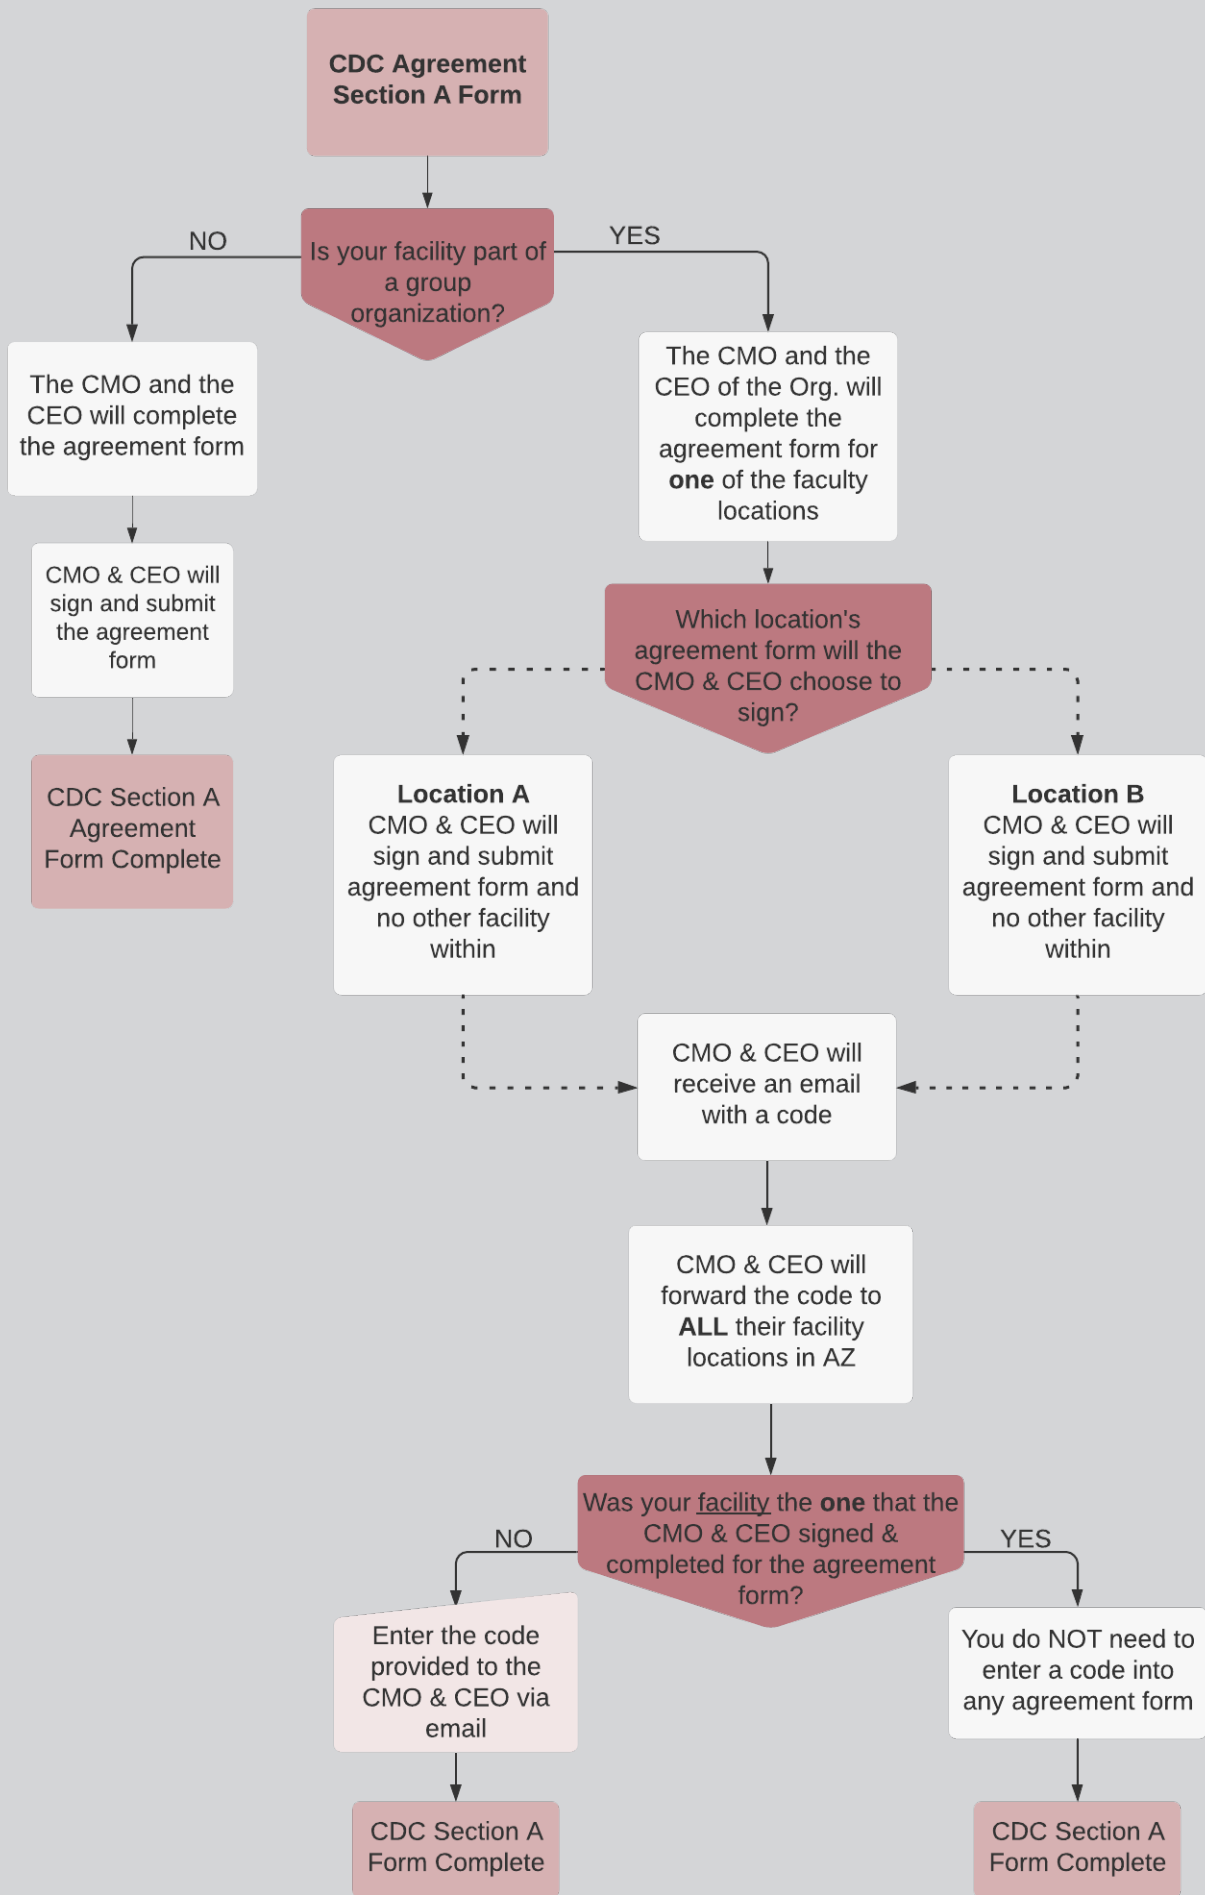 CDC Agreement
Section A Form
NO
YES
Is your facility part of
a group
organization?
The CMO and the
CEO will complete
the agreement form
The CMO and the
CEO of the Org. will
complete the
agreement form for
one of the faculty
locations
CMO & CEO will
sign and submit
the agreement
form
Which location's
agreement form will the
CMO & CEO choose to
sign?
CDC Section A
Agreement
Form Complete
Location A
CMO & CEO will
sign and submit
agreement form and
no other facility
within
Location B
CMO & CEO will
sign and submit
agreement form and
no other facility
within
CMO & CEO will
receive an email
with a code
CMO & CEO will
forward the code to
ALL their facility
locations in AZ
Was your facility the one that the
CMO & CEO signed &
completed for the agreement
form?
NO
YES
Enter the code
provided to the
CMO & CEO via
email
You do NOT need to
enter a code into
any agreement form
CDC Section A
Form Complete
CDC Section A
Form Complete